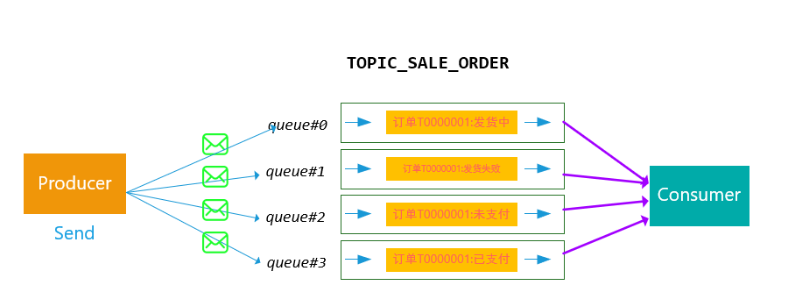 TOPIC_SALE_ORDER
queue#0
订单T0000001:发货中
queue#1
订单T0000001:发货失败
Producer
Consumer
queue#2
订单T0000001:未支付
Send
queue#3
订单T0000001:已支付